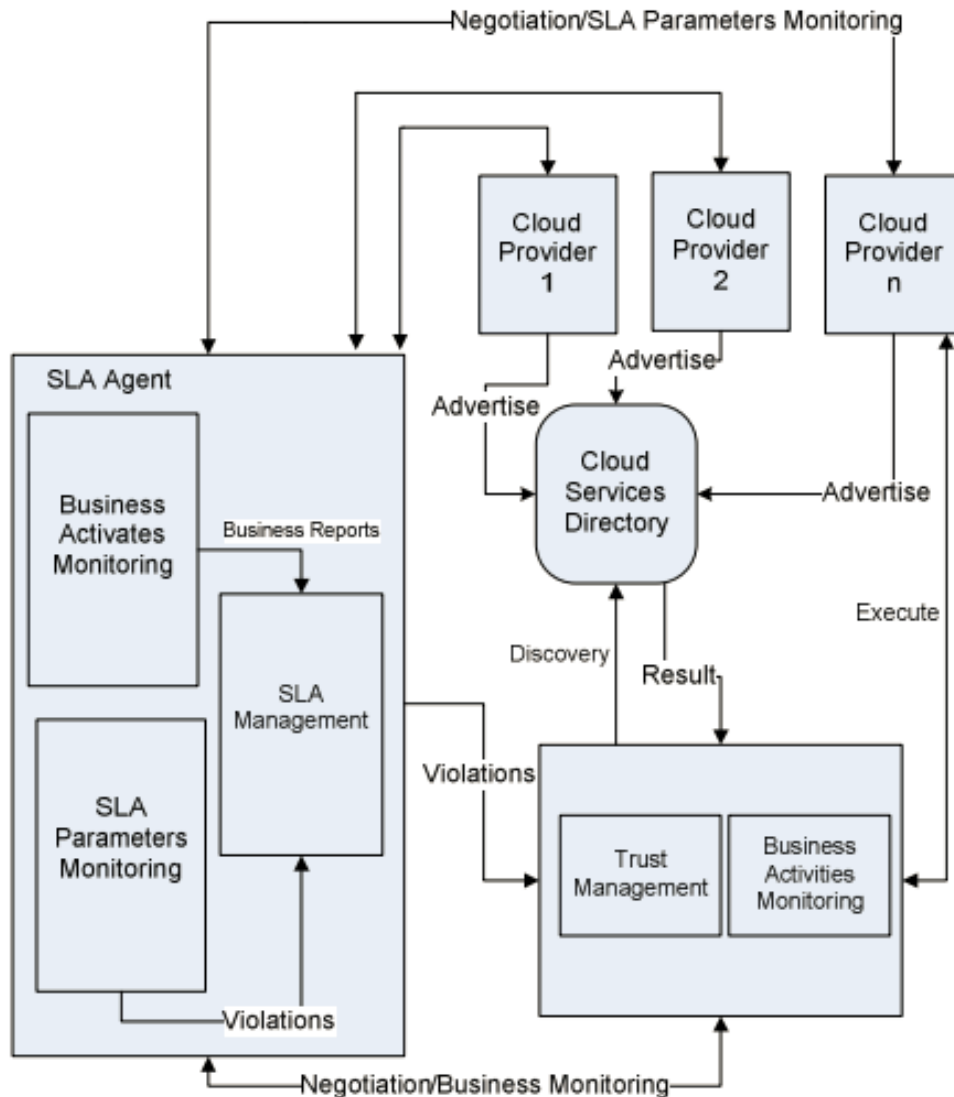 Negotiation/SLA Parameters Monitoring
Cloud
Provider
1
Cloud
Provider
2
Cloud
Provider
n
Advertise
Advertise
Advertise
SLA Agent
Business
Activates
Monitoring
Business Reports
SLA
Management
SLA
Parameters
Monitoring
Violations
Cloud
Services
Directory
Discovery
Result
Execute
Violations
Trust
Management
Business
Activities
Monitoring
Negotiation/Business Monitoring